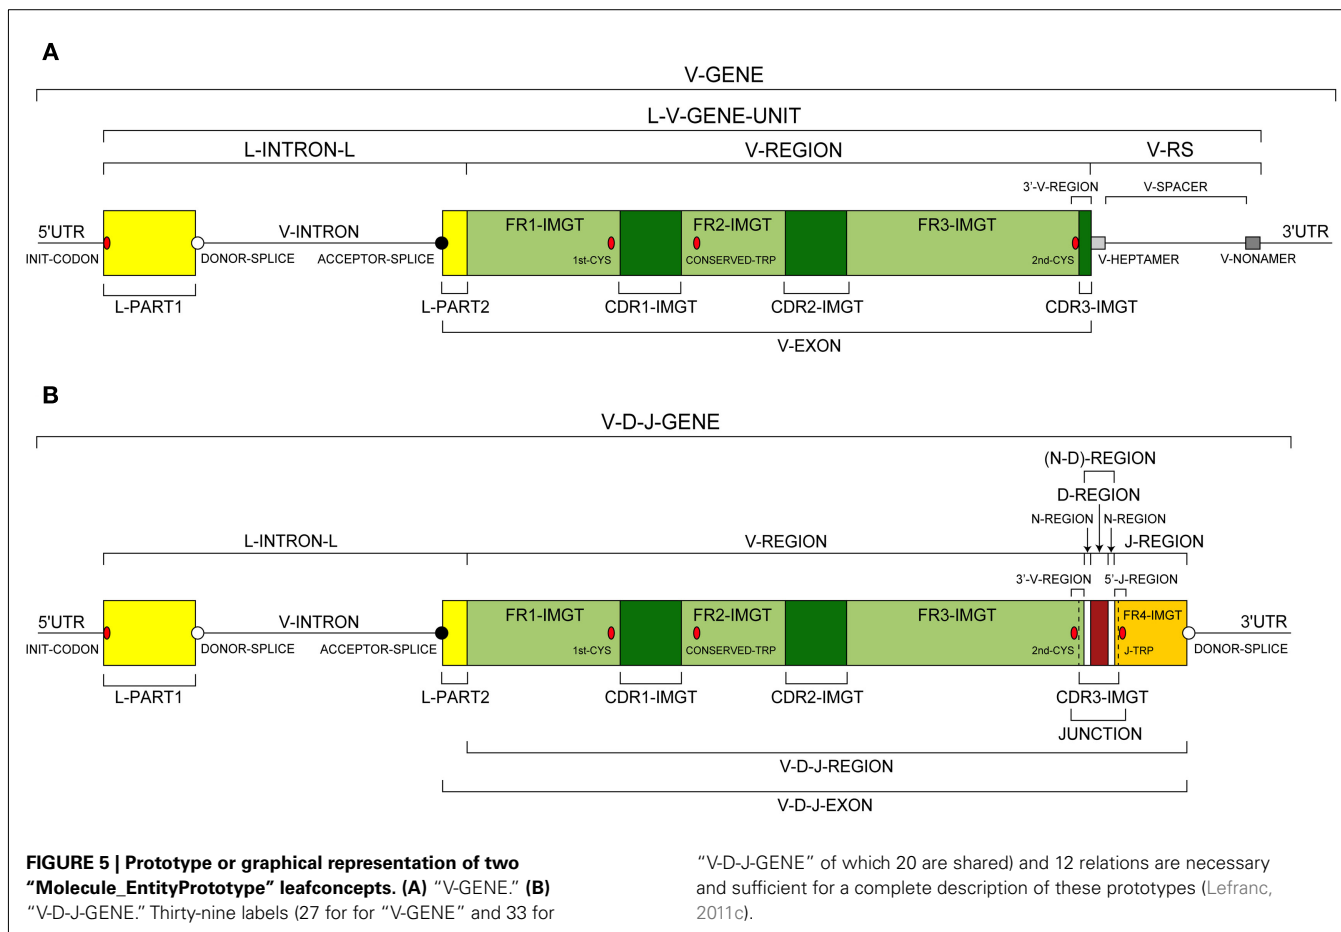 A
V-GENE
L-V-GENE-UNIT
L-INTRON-L V-REGION V-RS
3'-V-REGION V-SPACER
5'UTR V-INTRON FR1-IMGT FR2-IMGT FR3-IMGT 3'UTR
INIT-CODON DONOR-SPLICE ACCEPTOR-SPLICE 1st-CYS CONSERVED-TRP 2nd-CYS V-HEPTAMER V-NONAMER
L-PART1 L-PART2 CDR1-IMGT CDR2-IMGT CDR3-IMGT
V-EXON
B
V-D-J-GENE
(N-D)-REGION
D-REGION
N-REGION N-REGION
L-INTRON-L V-REGION J-REGION
3'-V-REGION 5'-J-REGION
5'UTR V-INTRON FR1-IMGT FR2-IMGT FR3-IMGT FR4-IMGT 3'UTR
INIT-CODON DONOR-SPLICE ACCEPTOR-SPLICE 1st-CYS CONSERVED-TRP 2nd-CYS J-TRP DONOR-SPLICE
L-PART1 L-PART2 CDR1-IMGT CDR2-IMGT CDR3-IMGT
JUNCTION
V-D-J-REGION
V-D-J-EXON
FIGURE 5 | Prototype or graphical representation of two
"Molecule_EntityPrototype" leafconcepts. (A) "V-GENE." (B)
"V-D-J-GENE." Thirty-nine labels (27 for for "V-GENE" and 33 for
"V-D-J-GENE" of which 20 are shared) and 12 relations are necessary
and sufficient for a complete description of these prototypes (Lefranc,
2011c).